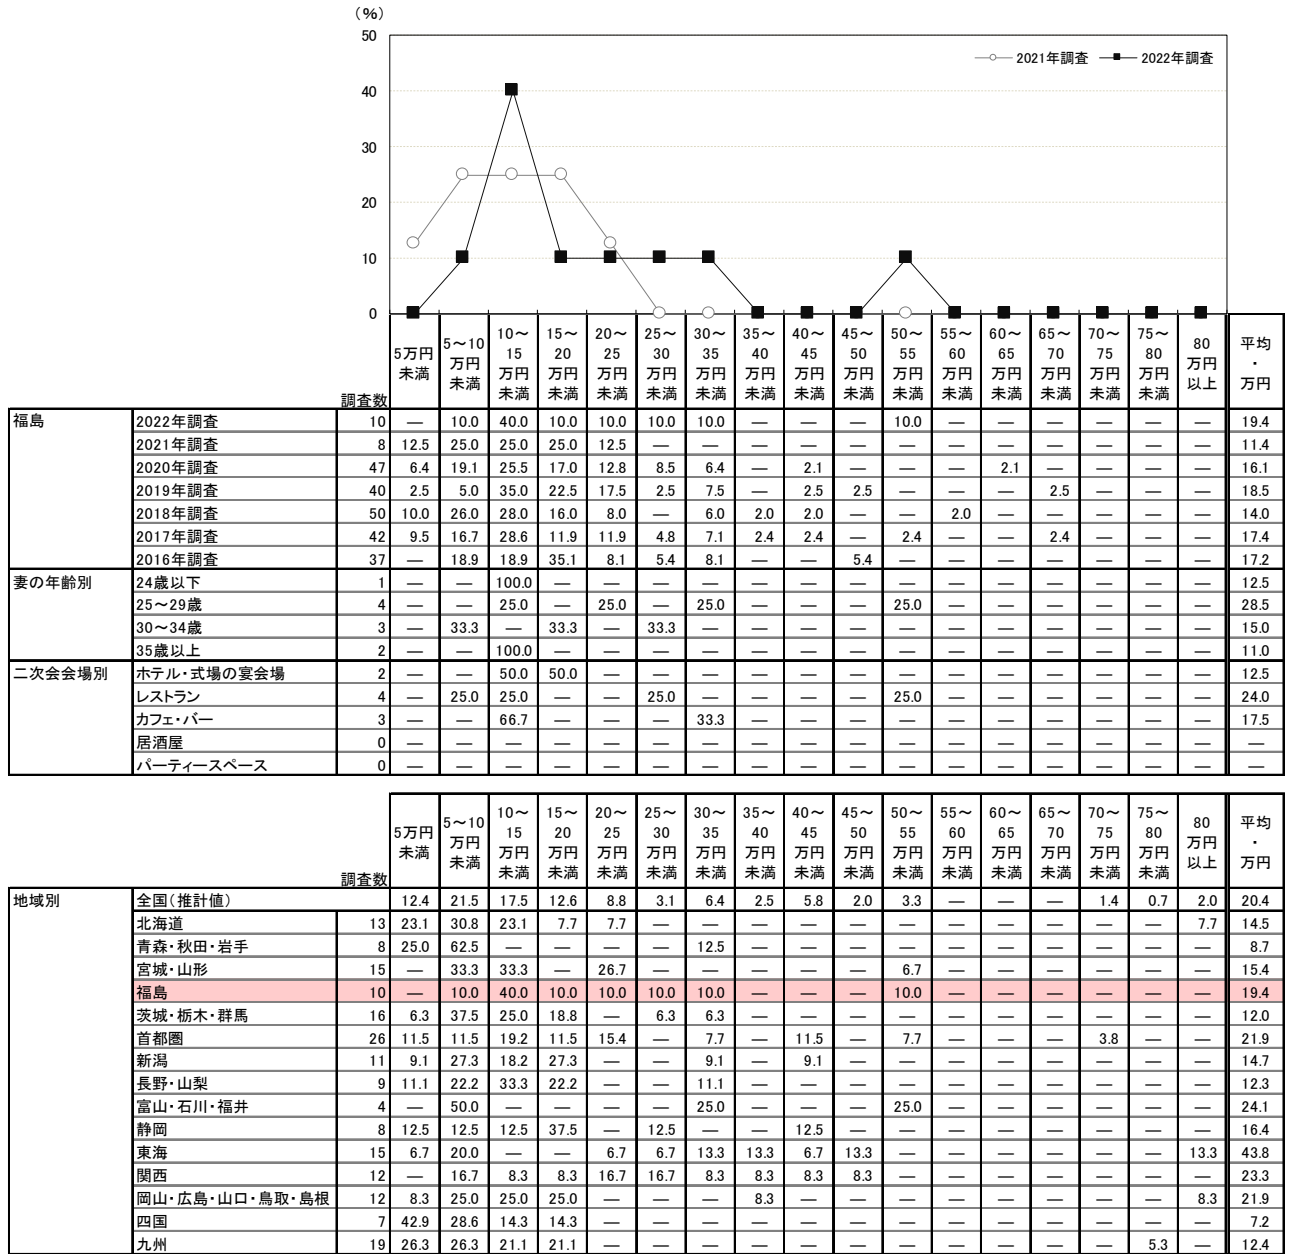 (%)
50
40
30
20
10
0
2021年調査 2022年調査
調査数 5万円未満 5～10万円未満 10～15万円未満 15～20万円未満 20～25万円未満 25～30万円未満 30～35万円未満 35～40万円未満 40～45万円未満 45～50万円未満 50～55万円未満 55～60万円未満 60～65万円未満 65～70万円未満 70～75万円未満 75～80万円未満 80万円以上 平均・万円
福島 2022年調査 10 — 10.0 40.0 10.0 10.0 10.0 10.0 — — — 10.0 — — — — — — 19.4
2021年調査 8 12.5 25.0 25.0 25.0 12.5 — — — — — — — — — — — — 11.4
2020年調査 47 6.4 19.1 25.5 17.0 12.8 8.5 6.4 — 2.1 — — — 2.1 — — — — 16.1
2019年調査 40 2.5 5.0 35.0 22.5 17.5 2.5 7.5 — 2.5 2.5 — — — 2.5 — — — 18.5
2018年調査 50 10.0 26.0 28.0 16.0 8.0 — 6.0 2.0 2.0 — — 2.0 — — — — — 14.0
2017年調査 42 9.5 16.7 28.6 11.9 11.9 4.8 7.1 2.4 2.4 — 2.4 — — 2.4 — — — 17.4
2016年調査 37 — 18.9 18.9 35.1 8.1 5.4 8.1 — — 5.4 — — — — — — — 17.2
妻の年齢別 24歳以下 1 — — 100.0 — — — — — — — — — — — — — — 12.5
25～29歳 4 — — 25.0 — 25.0 — 25.0 — — — 25.0 — — — — — — 28.5
30～34歳 3 — 33.3 — 33.3 — 33.3 — — — — — — — — — — — 15.0
35歳以上 2 — — 100.0 — — — — — — — — — — — — — — 11.0
二次会会場別 ホテル・式場の宴会場 2 — — 50.0 50.0 — — — — — — — — — — — — — 12.5
レストラン 4 — 25.0 25.0 — — 25.0 — — — — 25.0 — — — — — — 24.0
カフェ・バー 3 — — 66.7 — — — 33.3 — — — — — — — — — — 17.5
居酒屋 0 — — — — — — — — — — — — — — — — — —
パーティースペース 0 — — — — — — — — — — — — — — — — — —
調査数 5万円未満 5～10万円未満 10～15万円未満 15～20万円未満 20～25万円未満 25～30万円未満 30～35万円未満 35～40万円未満 40～45万円未満 45～50万円未満 50～55万円未満 55～60万円未満 60～65万円未満 65～70万円未満 70～75万円未満 75～80万円未満 80万円以上 平均・万円
地域別 全国(推計値) 12.4 21.5 17.5 12.6 8.8 3.1 6.4 2.5 5.8 2.0 3.3 — — — 1.4 0.7 2.0 20.4
北海道 13 23.1 30.8 23.1 7.7 7.7 — — — — — — — — — — — 7.7 14.5
青森・秋田・岩手 8 25.0 62.5 — — — — 12.5 — — — — — — — — — — 8.7
宮城・山形 15 — 33.3 33.3 — 26.7 — — — — — 6.7 — — — — — — 15.4
福島 10 — 10.0 40.0 10.0 10.0 10.0 10.0 — — — 10.0 — — — — — — 19.4
茨城・栃木・群馬 16 6.3 37.5 25.0 18.8 — 6.3 6.3 — — — — — — — — — — 12.0
首都圏 26 11.5 11.5 19.2 11.5 15.4 — 7.7 — 11.5 — 7.7 — — — 3.8 — — 21.9
新潟 11 9.1 27.3 18.2 27.3 — — 9.1 — 9.1 — — — — — — — — 14.7
長野・山梨 9 11.1 22.2 33.3 22.2 — — 11.1 — — — — — — — — — — 12.3
富山・石川・福井 4 — 50.0 — — — — 25.0 — — — 25.0 — — — — — — 24.1
静岡 8 12.5 12.5 12.5 37.5 — 12.5 — — 12.5 — — — — — — — — 16.4
東海 15 6.7 20.0 — — 6.7 6.7 13.3 13.3 6.7 13.3 — — — — — — 13.3 43.8
関西 12 — 16.7 8.3 8.3 16.7 16.7 8.3 8.3 8.3 8.3 — — — — — — — 23.3
岡山・広島・山口・鳥取・島根 12 8.3 25.0 25.0 25.0 — — — 8.3 — — — — — — — — 8.3 21.9
四国 7 42.9 28.6 14.3 14.3 — — — — — — — — — — — — — 7.2
九州 19 26.3 26.3 21.1 21.1 — — — — — — — — — — — 5.3 — 12.4